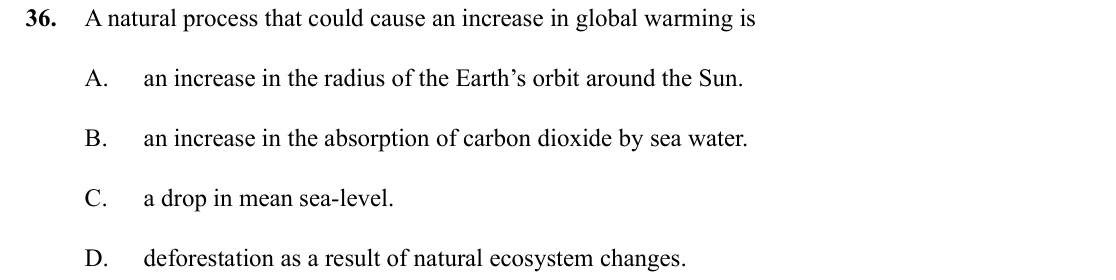 36. A natural process that could cause an increase in global warming is
A. an increase in the radius of the Earth’s orbit around the Sun.
B. an increase in the absorption of carbon dioxide by sea water.
C. a drop in mean sea-level.
D. deforestation as a result of natural ecosystem changes.